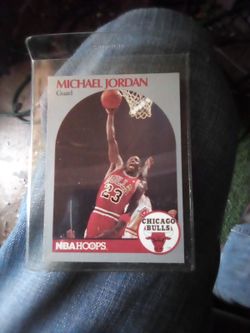 MICHAEL JORDAN
Guard
23
CHICAGO
BULLS
NBA HOOPS